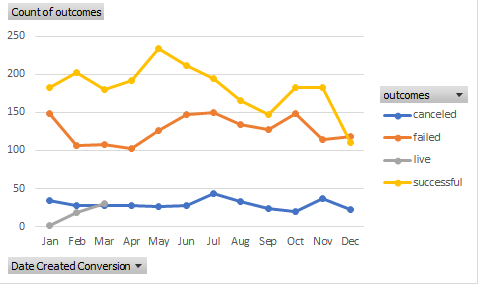 Count of outcomes
250
200
150
100
50
0
Jan Feb Mar Apr May Jun Jul Aug Sep Oct Nov Dec
outcomes
canceled
failed
live
successful
Date Created Conversion